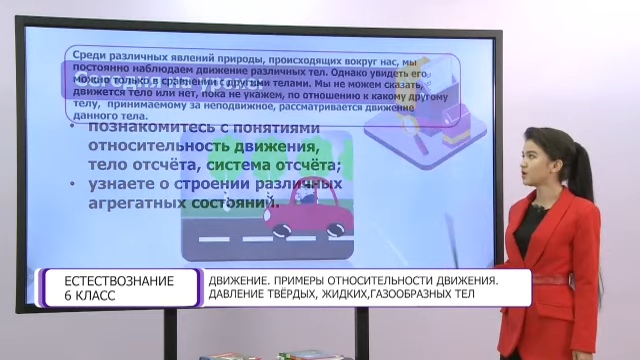 Среди различных явлений природы, происходящих вокруг нас, мы
постоянно наблюдаем движение различных тел. Однако увидеть его
можно только в сравнении с другими телами. Мы не можем сказать,
движется тело или нет, пока не укажем, по отношению к какому другому
телу, принимаемому за неподвижное, рассматривается движение
данного тела.
• познакомитесь с понятиями
относительность движения,
тело отсчёта, система отсчёта;
• узнаете о строении различных
агрегатных состояний.
ЕСТЕСТВОЗНАНИЕ
6 КЛАСС
ДВИЖЕНИЕ. ПРИМЕРЫ ОТНОСИТЕЛЬНОСТИ ДВИЖЕНИЯ.
ДАВЛЕНИЕ ТВЁРДЫХ, ЖИДКИХ,ГАЗООБРАЗНЫХ ТЕЛ